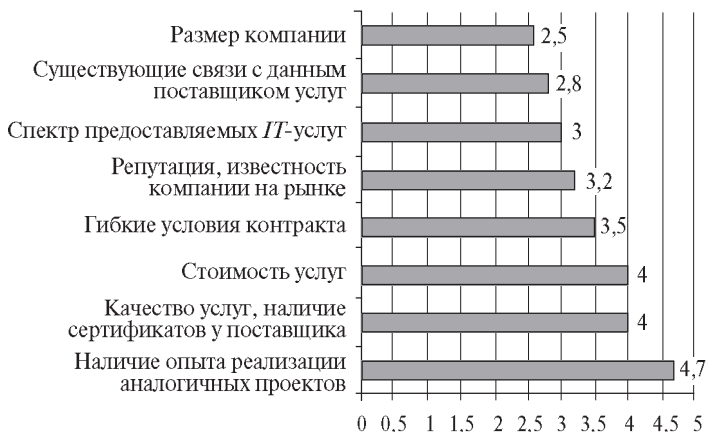 Размер компании
2,5
Существующие связи с данным
поставщиком услуг
2,8
Спектр предоставляемых IT-услуг
3
Репутация, известность
компании на рынке
3,2
Гибкие условия контракта
3,5
Стоимость услуг
4
Качество услуг, наличие
сертификатов у поставщика
4
Наличие опыта реализации
аналогичных проектов
4,7
0 0,5 1 1,5 2 2,5 3 3,5 4 4,5 5